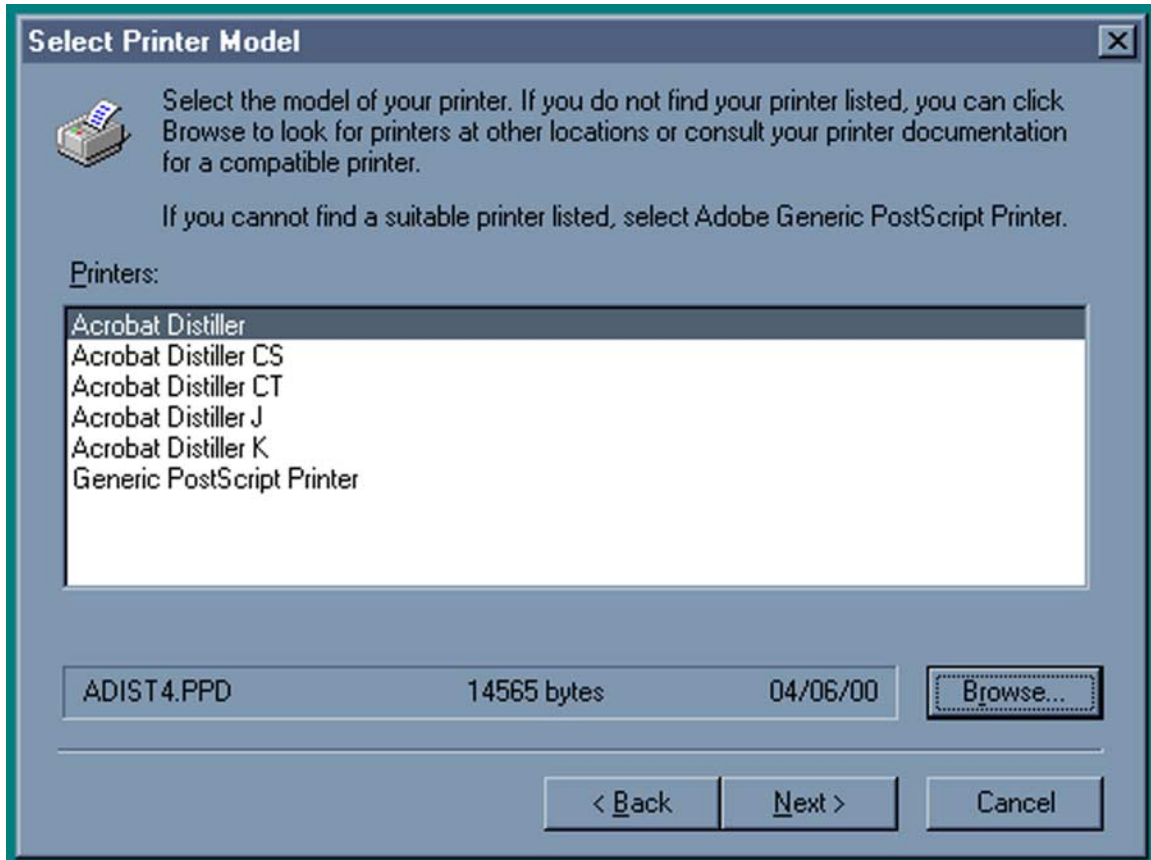 Select Printer Model
Select the model of your printer. If you do not find your printer listed, you can click
Browse to look for printers at other locations or consult your printer documentation
for a compatible printer.
If you cannot find a suitable printer listed, select Adobe Generic PostScript Printer.
Printers:
Acrobat Distiller
Acrobat Distiller CS
Acrobat Distiller CT
Acrobat Distiller J
Acrobat Distiller K
Generic PostScript Printer
ADIST4.PPD 14565 bytes 04/06/00 Browse...
< Back Next > Cancel